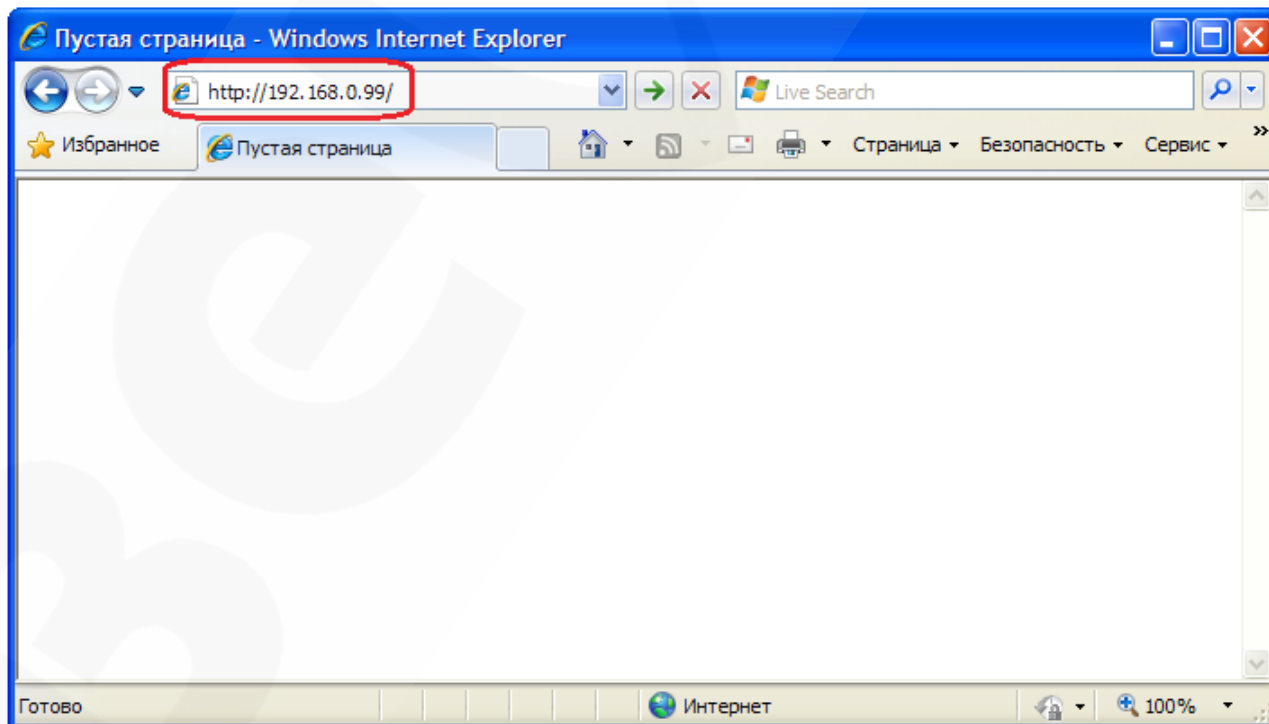 Пустая страница - Windows Internet Explorer
http://192.168.0.99/
Live Search
Избранное
Пустая страница
Страница
Безопасность
Сервис
»
Готово
Интернет
100%